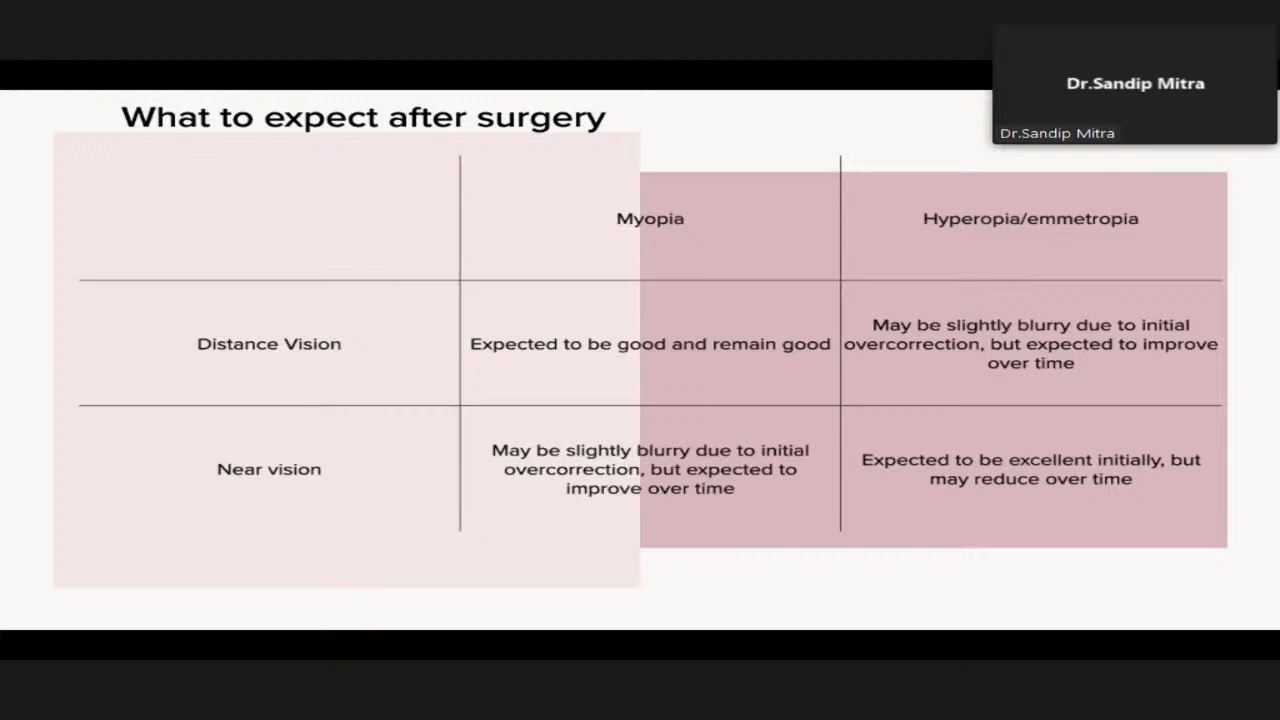 What to expect after surgery
Dr.Sandip Mitra
Dr.Sandip Mitra
Myopia
Hyperopia/emmetropia
Distance Vision
Expected to be good and remain good
May be slightly blurry due to initial
overcorrection, but expected to improve
over time
Near vision
May be slightly blurry due to initial
overcorrection, but expected to
improve over time
Expected to be excellent initially, but
may reduce over time